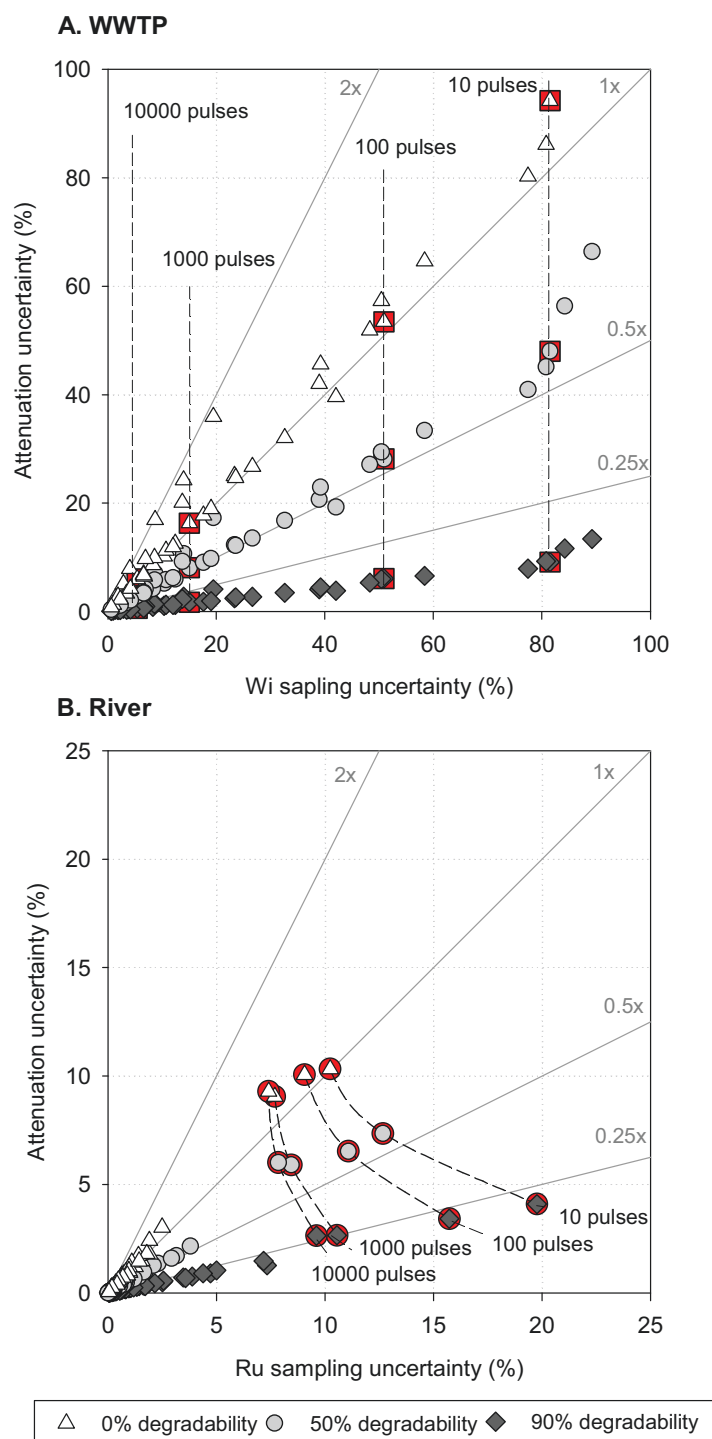 A. WWTP
100
80
60
40
20
0
Attenuation uncertainty (%)
2x
1x
0.5x
0.25x
10000 pulses
1000 pulses
100 pulses
10 pulses
0 20 40 60 80 100
Wi sapling uncertainty (%)
B. River
25
20
15
10
5
0
Attenuation uncertainty (%)
2x
1x
0.5x
0.25x
10 pulses
100 pulses
1000 pulses
10000 pulses
0 5 10 15 20 25
Ru sampling uncertainty (%)
0% degradability 50% degradability 90% degradability